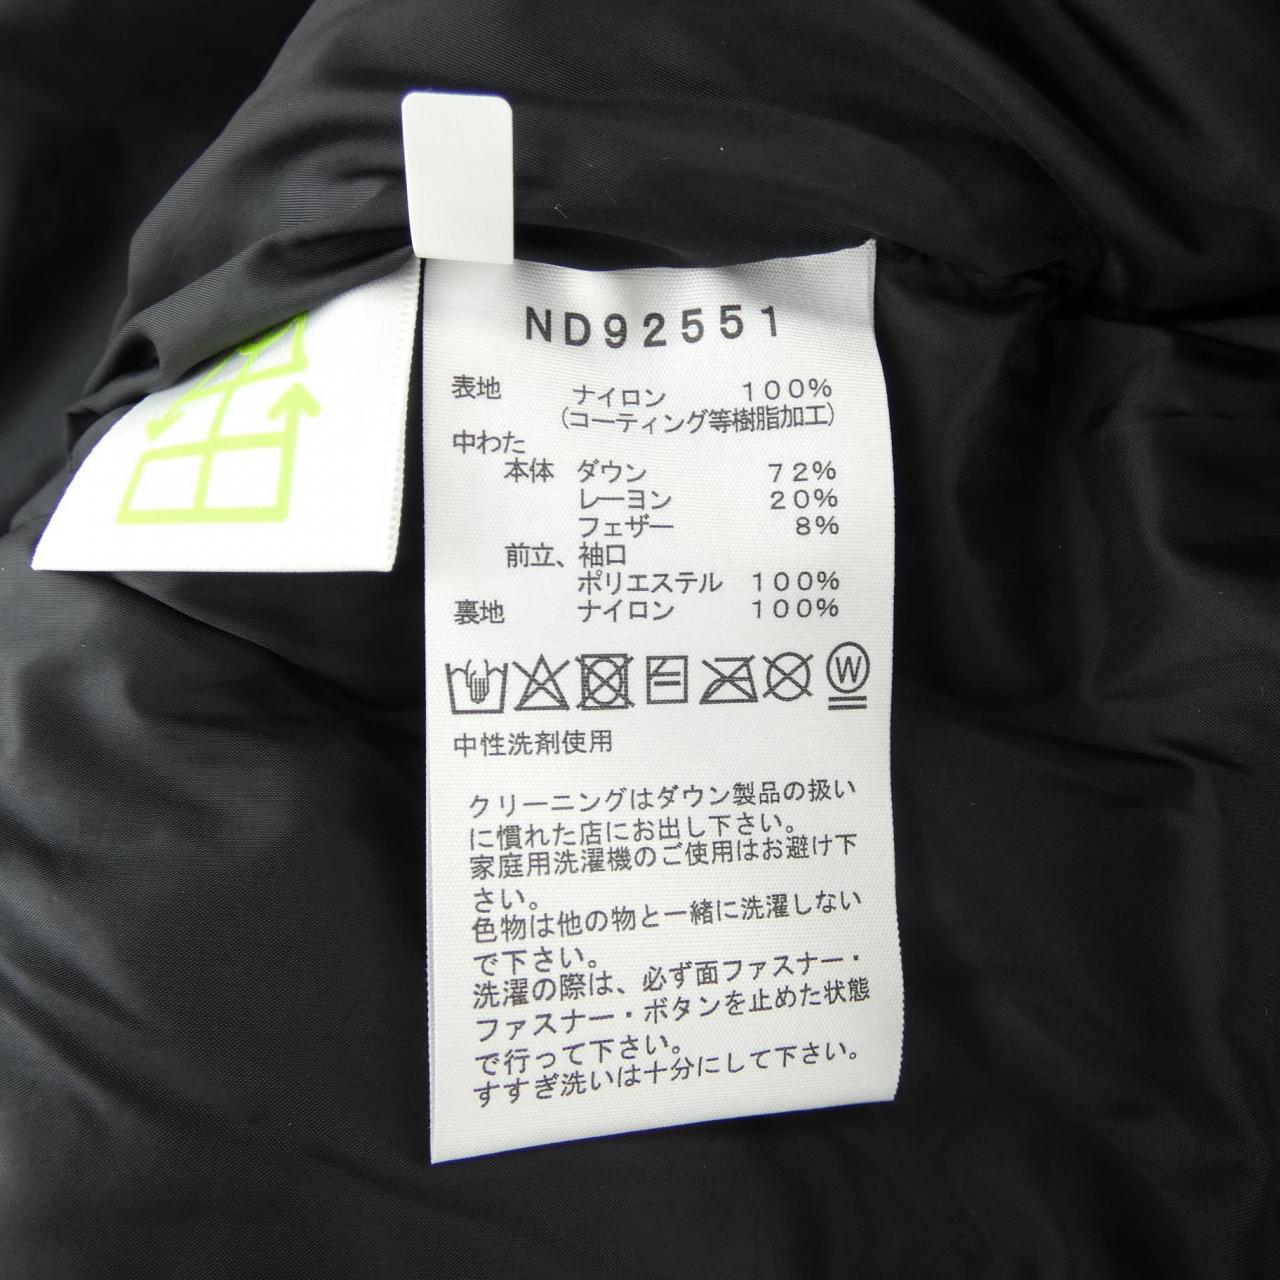 ND92551
表地 ナイロン 100%
(コーティング等樹脂加工)
中わた
本体 ダウン 72%
レーヨン 20%
フェザー 8%
前立、袖口
ポリエステル 100%
裏地 ナイロン 100%
W
中性洗剤使用
クリーニングはダウン製品の扱い
に慣れた店にお出し下さい。
家庭用洗濯機のご使用はお避け下
さい。
色物は他の物と一緒に洗濯しない
で下さい。
洗濯の際は、必ず面ファスナー・
ファスナー・ボタンを止めた状態
で行って下さい。
すすぎ洗いは十分にして下さい。